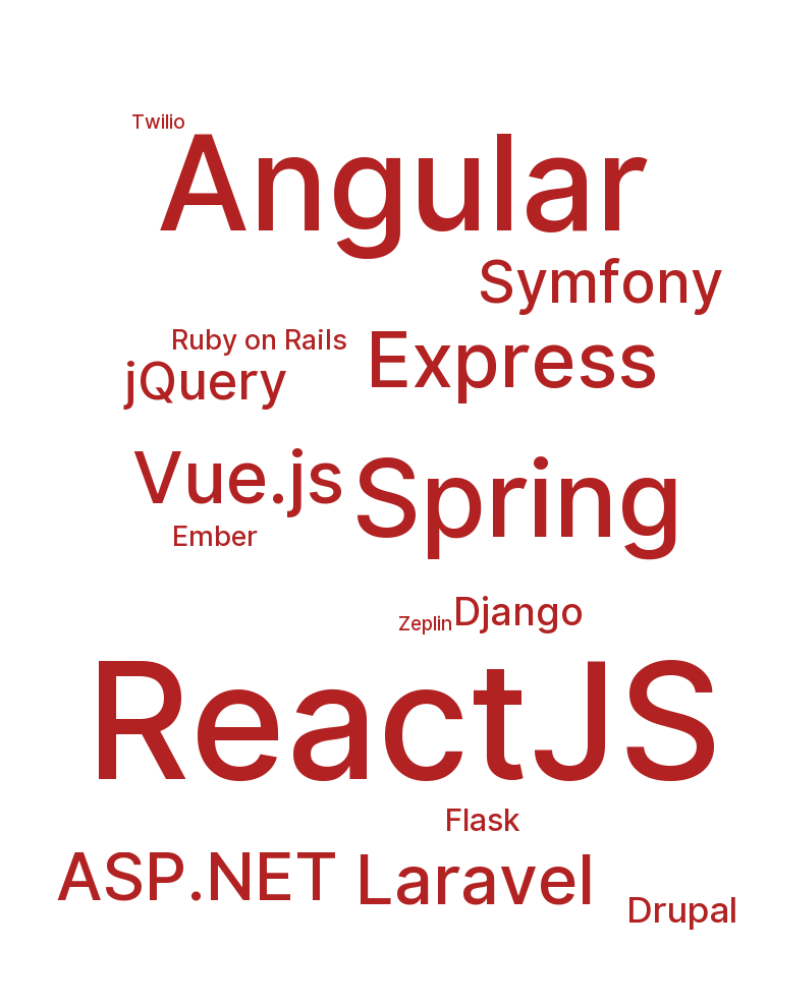 Twilio
Angular
Symfony
Ruby on Rails
Express
jQuery
Vue.js
Spring
Ember
Django
Zeplin
ReactJS
Flask
ASP.NET
Laravel
Drupal